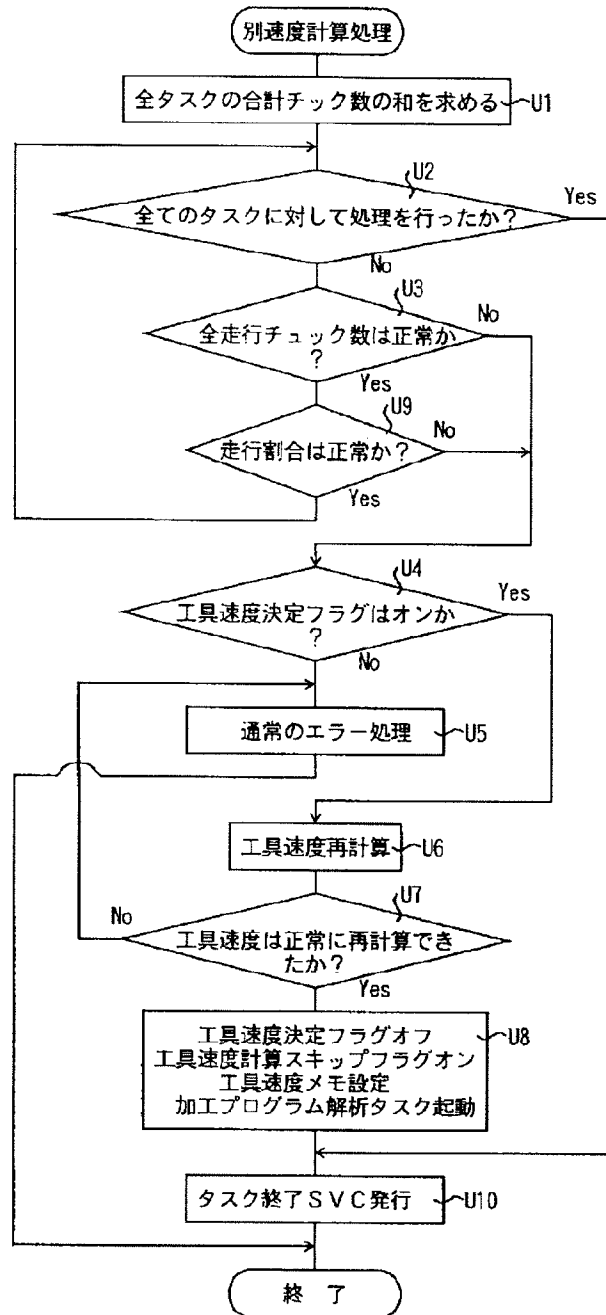 別速度計算処理
全タスクの合計チック数の和を求める
U1
U2
全てのタスクに対して処理を行ったか？
Yes
No
U3
全走行チェック数は正常か
？
No
Yes
U9
走行割合は正常か？
No
Yes
U4
工具速度決定フラグはオンか
？
Yes
No
通常のエラー処理
U5
工具速度再計算
U6
U7
No
工具速度は正常に再計算でき
たか？
Yes
工具速度決定フラグオフ
工具速度計算スキップフラグオン
工具速度メモ設定
加工プログラム解析タスク起動
U8
タスク終了ＳＶＣ発行
U10
終 了